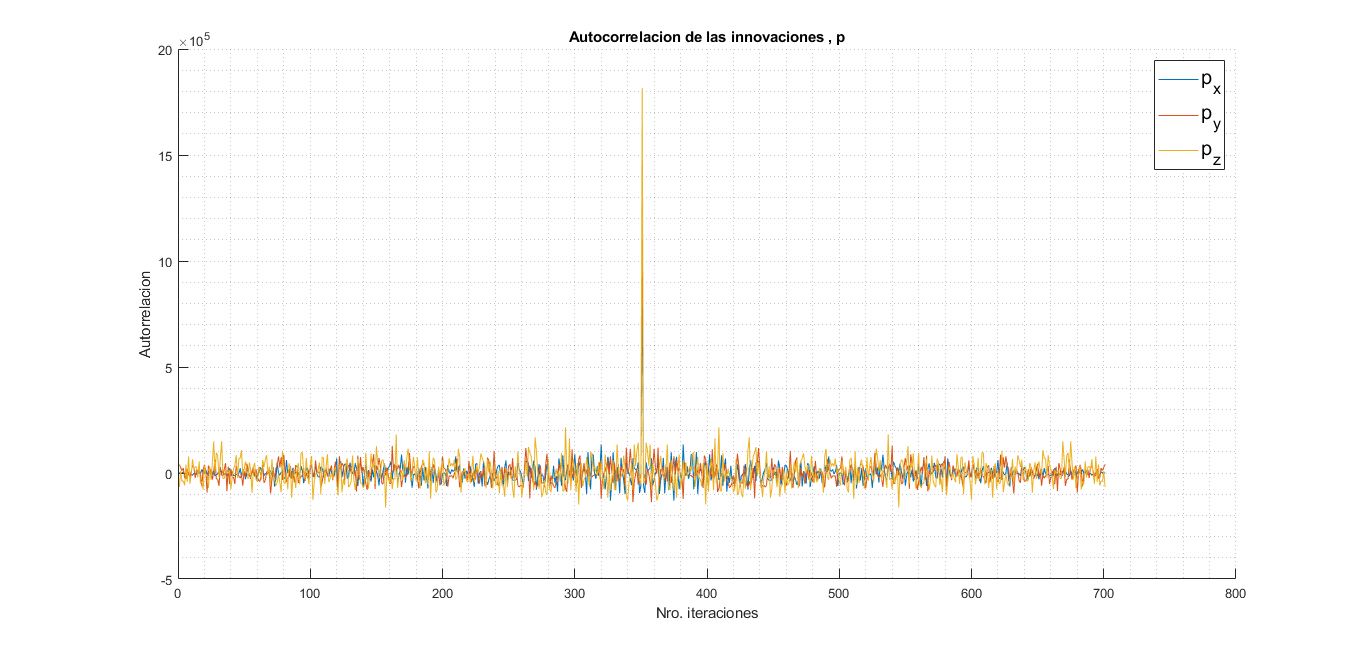 Autocorrelacion de las innovaciones , p
×10^5
20
15
10
5
0
-5
Autorrelacion
0 100 200 300 400 500 600 700 800
Nro. iteraciones
p_x
p_y
p_z